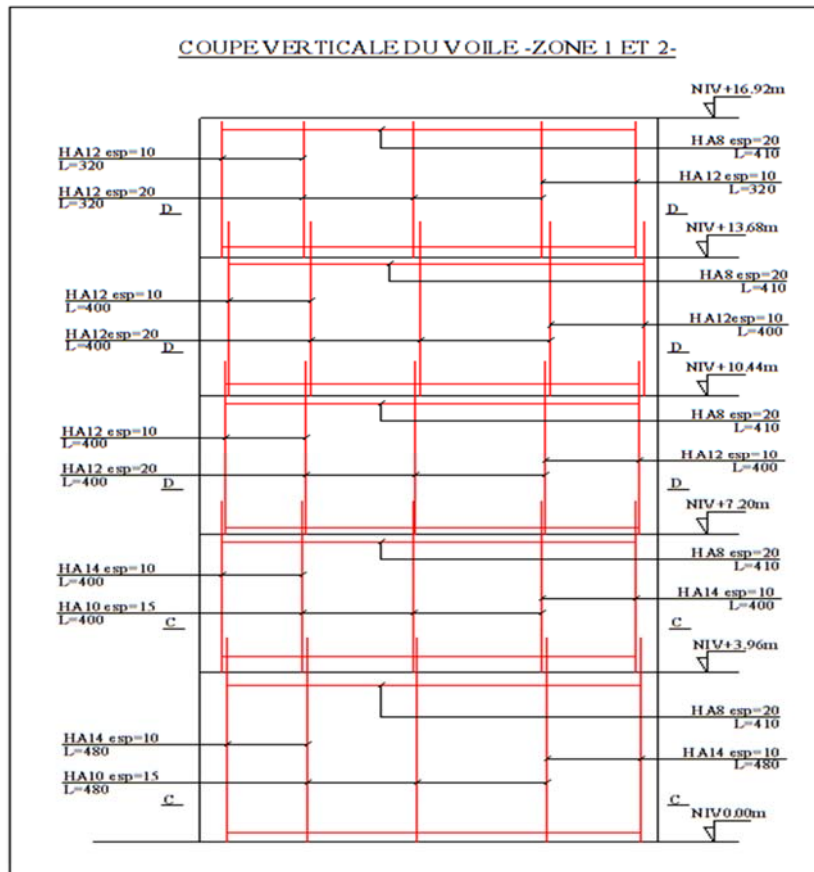 COUPE VERTICALE DU VOILE -ZONE 1 ET 2-
NIV+16.92m
HA12 esp=10
L=320
HA8 esp=20
L=410
HA12 esp=20
L=320
HA12 esp=10
L=320
D
D
NIV+13.68m
HA12 esp=10
L=400
HA8 esp=20
L=410
HA12esp=20
L=400
HA12esp=10
L=400
D
D
NIV+10.44m
HA12 esp=10
L=400
HA8 esp=20
L=410
HA12 esp=20
L=400
HA12 esp=10
L=400
D
D
NIV+7.20m
HA14 esp=10
L=400
HA8 esp=20
L=410
HA10 esp=15
L=400
HA14 esp=10
L=400
C
C
NIV+3.96m
HA14 esp=10
L=480
HA8 esp=20
L=410
HA10 esp=15
L=480
HA14 esp=10
L=480
C
C
NIV0.00m